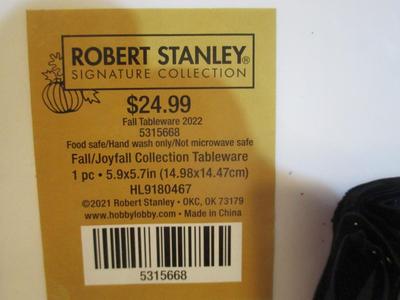 ROBERT STANLEY®
SIGNATURE COLLECTION
$24.99
Fall Tableware 2022
5315668
Food safe/Hand wash only/Not microwave safe
Fall/Joyfall Collection Tableware
1 pc • 5.9x5.7in (14.98x14.47cm)
HL9180467
©2021 Robert Stanley • OKC, OK 73179
www.hobbylobby.com • Made in China
5315668